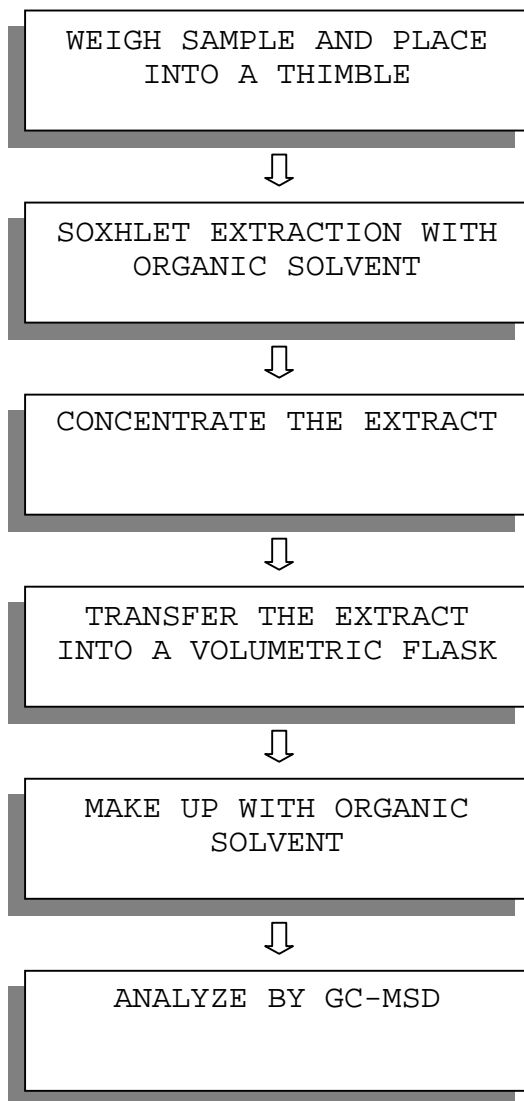 WEIGH SAMPLE AND PLACE
INTO A THIMBLE
SOXHLET EXTRACTION WITH
ORGANIC SOLVENT
CONCENTRATE THE EXTRACT
TRANSFER THE EXTRACT
INTO A VOLUMETRIC FLASK
MAKE UP WITH ORGANIC
SOLVENT
ANALYZE BY GC-MSD